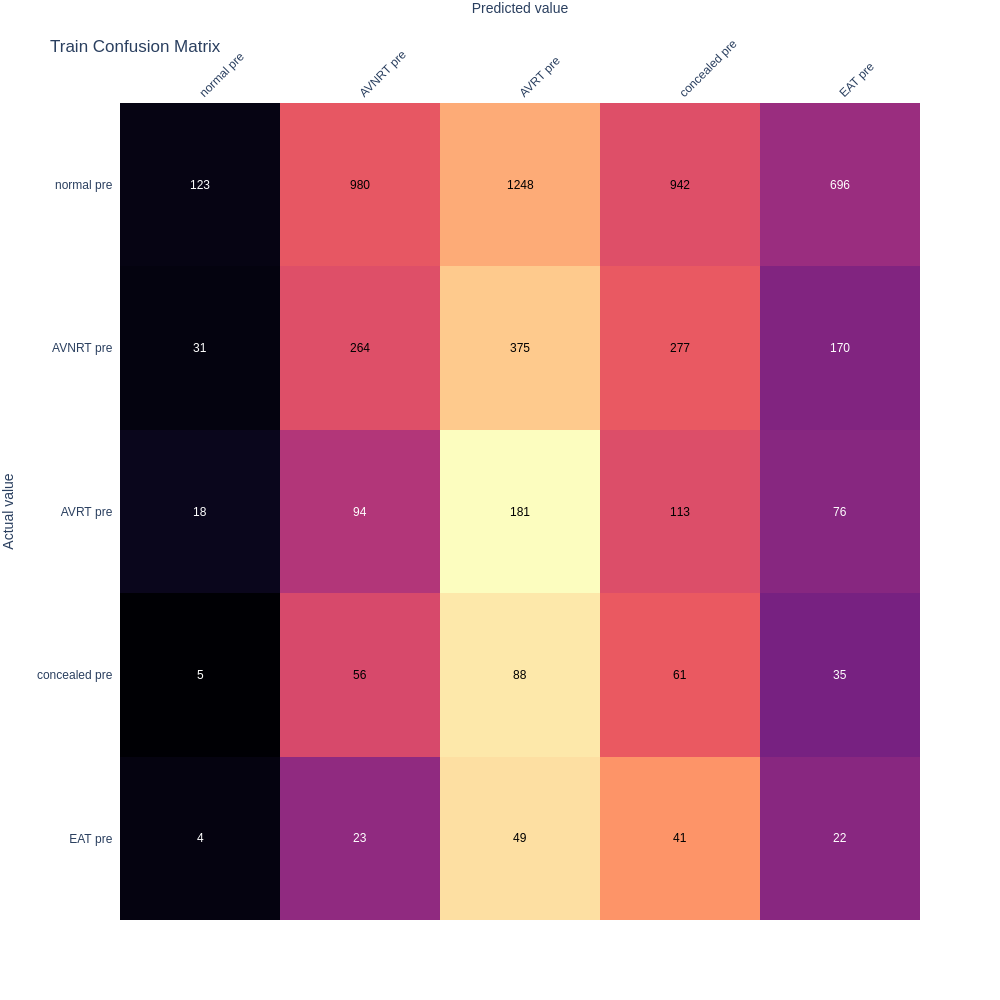 Predicted value
Train Confusion Matrix
normal pre AVNRT pre AVRT pre concealed pre EAT pre
normal pre 123 980 1248 942 696
AVNRT pre 31 264 375 277 170
Actual value
AVRT pre 18 94 181 113 76
concealed pre 5 56 88 61 35
EAT pre 4 23 49 41 22